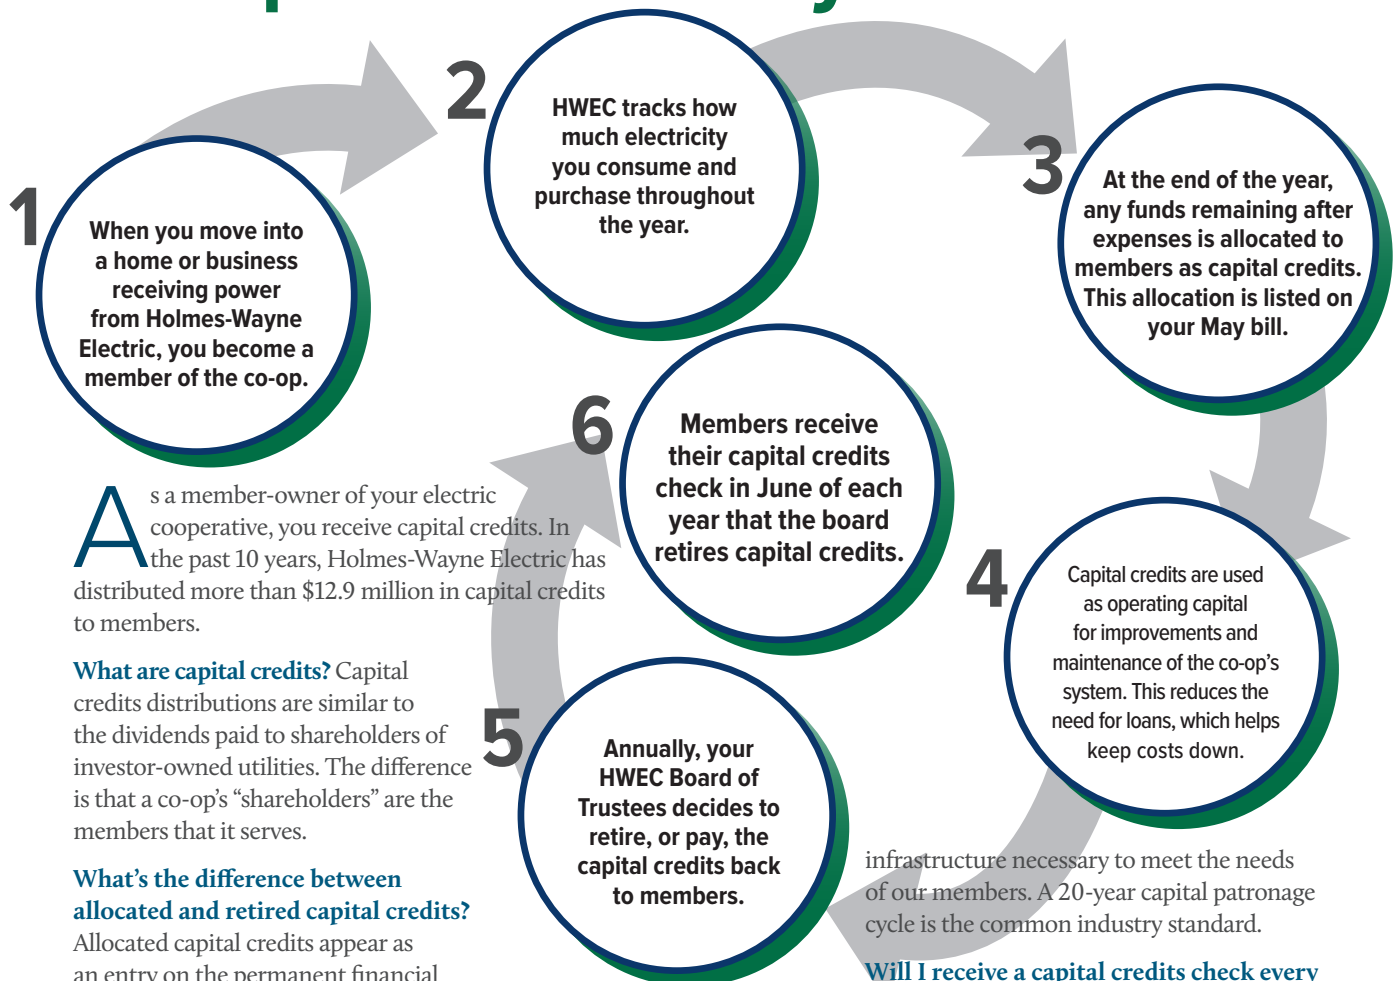 1
When you move into
a home or business
receiving power
from Holmes-Wayne
Electric, you become a
member of the co-op.
2
HWEC tracks how
much electricity
you consume and
purchase throughout
the year.
3
At the end of the year,
any funds remaining after
expenses is allocated to
members as capital credits.
This allocation is listed on
your May bill.
4
Capital credits are used
as operating capital
for improvements and
maintenance of the co-op’s
system. This reduces the
need for loans, which helps
keep costs down.
5
Annually, your
HWEC Board of
Trustees decides to
retire, or pay, the
capital credits back
to members.
6
Members receive
their capital credits
check in June of each
year that the board
retires capital credits.
As a member-owner of your electric
cooperative, you receive capital credits. In
the past 10 years, Holmes-Wayne Electric has
distributed more than $12.9 million in capital credits
to members.
What are capital credits? Capital
credits distributions are similar to
the dividends paid to shareholders of
investor-owned utilities. The difference
is that a co-op’s “shareholders” are the
members that it serves.
What’s the difference between
allocated and retired capital credits?
Allocated capital credits appear as
an entry on the permanent financial
infrastructure necessary to meet the needs
of our members. A 20-year capital patronage
cycle is the common industry standard.
Will I receive a capital credits check every